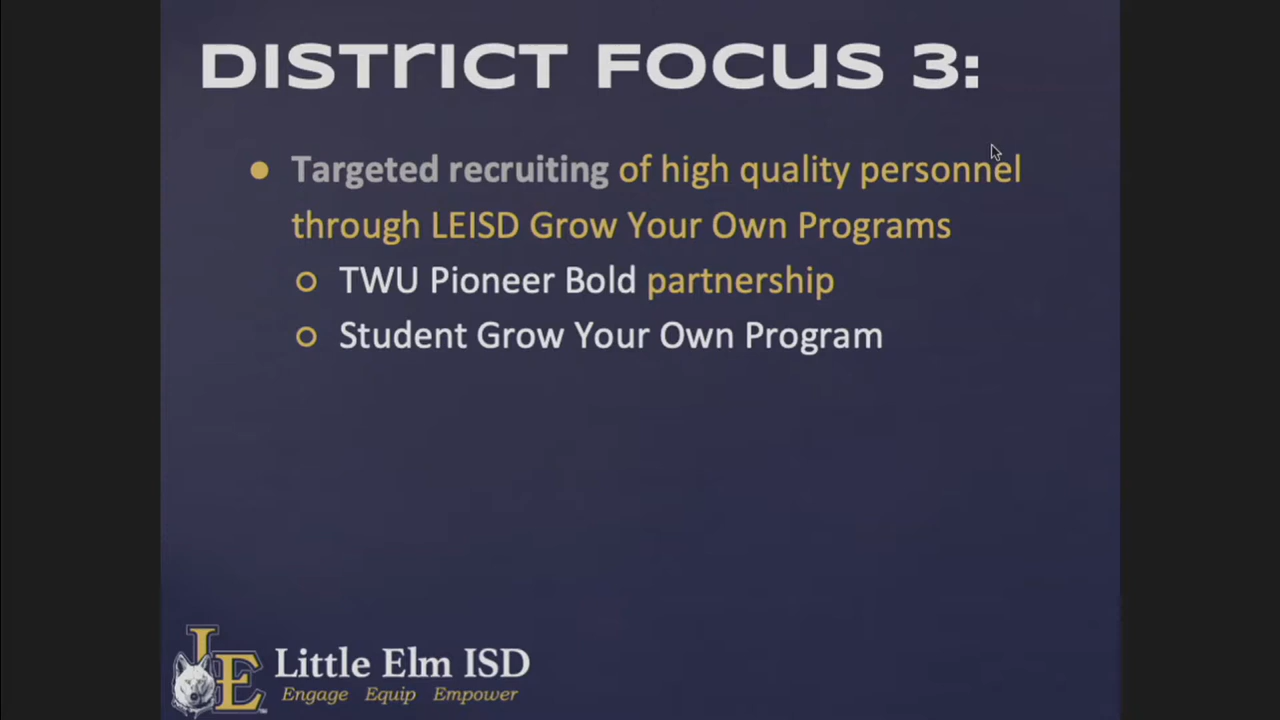 DISTRICT FOCUS 3:
Targeted recruiting of high quality personnel
through LEISD Grow Your Own Programs
TWU Pioneer Bold partnership
Student Grow Your Own Program
LE
Little Elm ISD
Engage Equip Empower